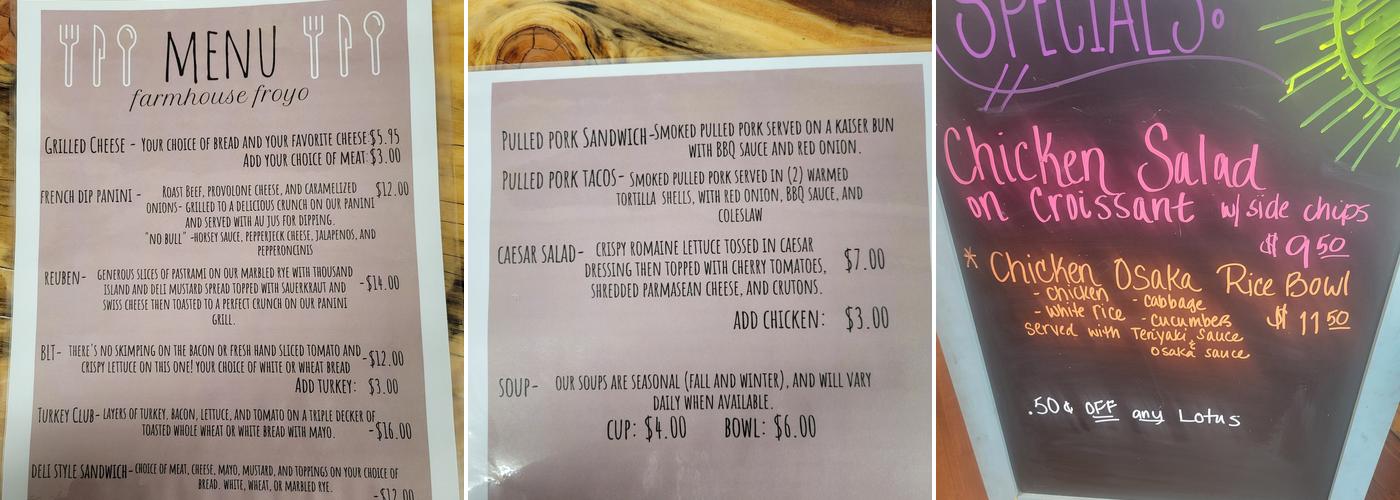 MENU
farmhouse froyo
GRILLED CHEESE - YOUR CHOICE OF BREAD AND YOUR FAVORITE CHEESE:$5.95
ADD YOUR CHOICE OF MEAT:$3.00
FRENCH DIP PANINI - ROAST BEEF, PROVOLONE CHEESE, AND CARAMELIZED $12.00
ONIONS- GRILLED TO A DELICIOUS CRUNCH ON OUR PANINI
AND SERVED WITH AU JUS FOR DIPPING.
"NO BULL" -HORSEY SAUCE, PEPPERJECK CHEESE, JALAPENOS, AND
PEPPERONCINIS
REUBEN- GENEROUS SLICES OF PASTRAMI ON OUR MARBLED RYE WITH THOUSAND
ISLAND AND DELI MUSTARD SPREAD TOPPED WITH SAUERKRAUT AND -$14.00
SWISS CHEESE THEN TOASTED TO A PERFECT CRUNCH ON OUR PANINI
GRILL.
BLT- THERE'S NO SKIMPING ON THE BACON OR FRESH HAND SLICED TOMATO AND -$12.00
CRISPY LETTUCE ON THIS ONE! YOUR CHOICE OF WHITE OR WHEAT BREAD
ADD TURKEY: $3.00
TURKEY CLUB- LAYERS OF TURKEY, BACON, LETTUCE, AND TOMATO ON A TRIPLE DECKER OF
TOASTED WHOLE WHEAT OR WHITE BREAD WITH MAYO. -$16.00
DELI STYLE SANDWICH-CHOICE OF MEAT, CHEESE, MAYO, MUSTARD, AND TOPPINGS ON YOUR CHOICE OF
BREAD. WHITE, WHEAT, OR MARBLED RYE.
-$12.00
PULLED PORK SANDWICH-SMOKED PULLED PORK SERVED ON A KAISER BUN
WITH BBQ SAUCE AND RED ONION.
PULLED PORK TACOS- SMOKED PULLED PORK SERVED IN (2) WARMED
TORTILLA SHELLS, WITH RED ONION, BBQ SAUCE, AND
COLESLAW
CAESAR SALAD- CRISPY ROMAINE LETTUCE TOSSED IN CAESAR
DRESSING THEN TOPPED WITH CHERRY TOMATOES, $7.00
SHREDDED PARMASEAN CHEESE, AND CRUTONS.
ADD CHICKEN: $3.00
SOUP- OUR SOUPS ARE SEASONAL (FALL AND WINTER), AND WILL VARY
DAILY WHEN AVAILABLE.
CUP: $4.00 BOWL: $6.00
SPECIALS:
Chicken Salad
on Croissant w/ side chips
$9.50
* Chicken Osaka Rice Bowl
- chicken - cabbage
- white rice - cucumbers $11.50
served with Teriyaki Sauce
&
Osaka sauce
.50¢ OFF any Lotus